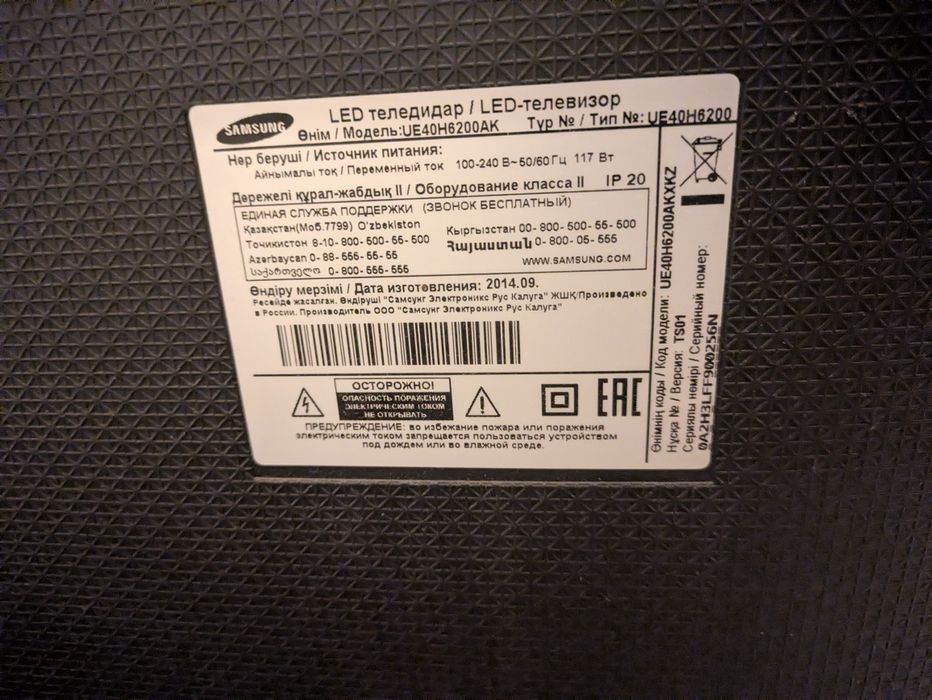 SAMSUNG
LED теледидар / LED-телевизор
Өнім / Модель:UE40H6200AK Түр № / Тип №: UE40H6200
Нәр беруші / Источник питания:
Айнымалы тоқ / Переменный ток 100-240 В~50/60 Гц 117 Вт
Дәрежелі құрал-жабдық II / Оборудование класса II IP 20
ЕДИНАЯ СЛУЖБА ПОДДЕРЖКИ (ЗВОНОК БЕСПЛАТНЫЙ)
Қазақстан(Моб.7799) O'zbekiston
Кыргызстан 00-800-500-55-500
Тоҷикистон 8-10-800-500-55-500
Հայաստան 0-800-05-555
Azərbaycan 0-88-555-55-55
WWW.SAMSUNG.COM
საქართველო 0-800-555-555
Өндіру мерзімі / Дата изготовления: 2014.09.
Ресейде жасалған. Өндіруші "Самсунг Электроникс Рус Калуга" ЖШҚ/Произведено
в России. Производитель ООО "Самсунг Электроникс Рус Калуга"
ОСТОРОЖНО!
ОПАСНОСТЬ ПОРАЖЕНИЯ
ЭЛЕКТРИЧЕСКИМ ТОКОМ
НЕ ОТКРЫВАТЬ
EAC
ПРЕДУПРЕЖДЕНИЕ: во избежание пожара или поражения
электрическим током запрещается пользоваться устройством
под дождем или во влажной среде.
Өнімнің коды / Код модели: UE40H6200AKXKZ
Нұсқа № / Версия: TS01
Сериялы нөмірі / Серийный номер:
0A2H3LFF900256N